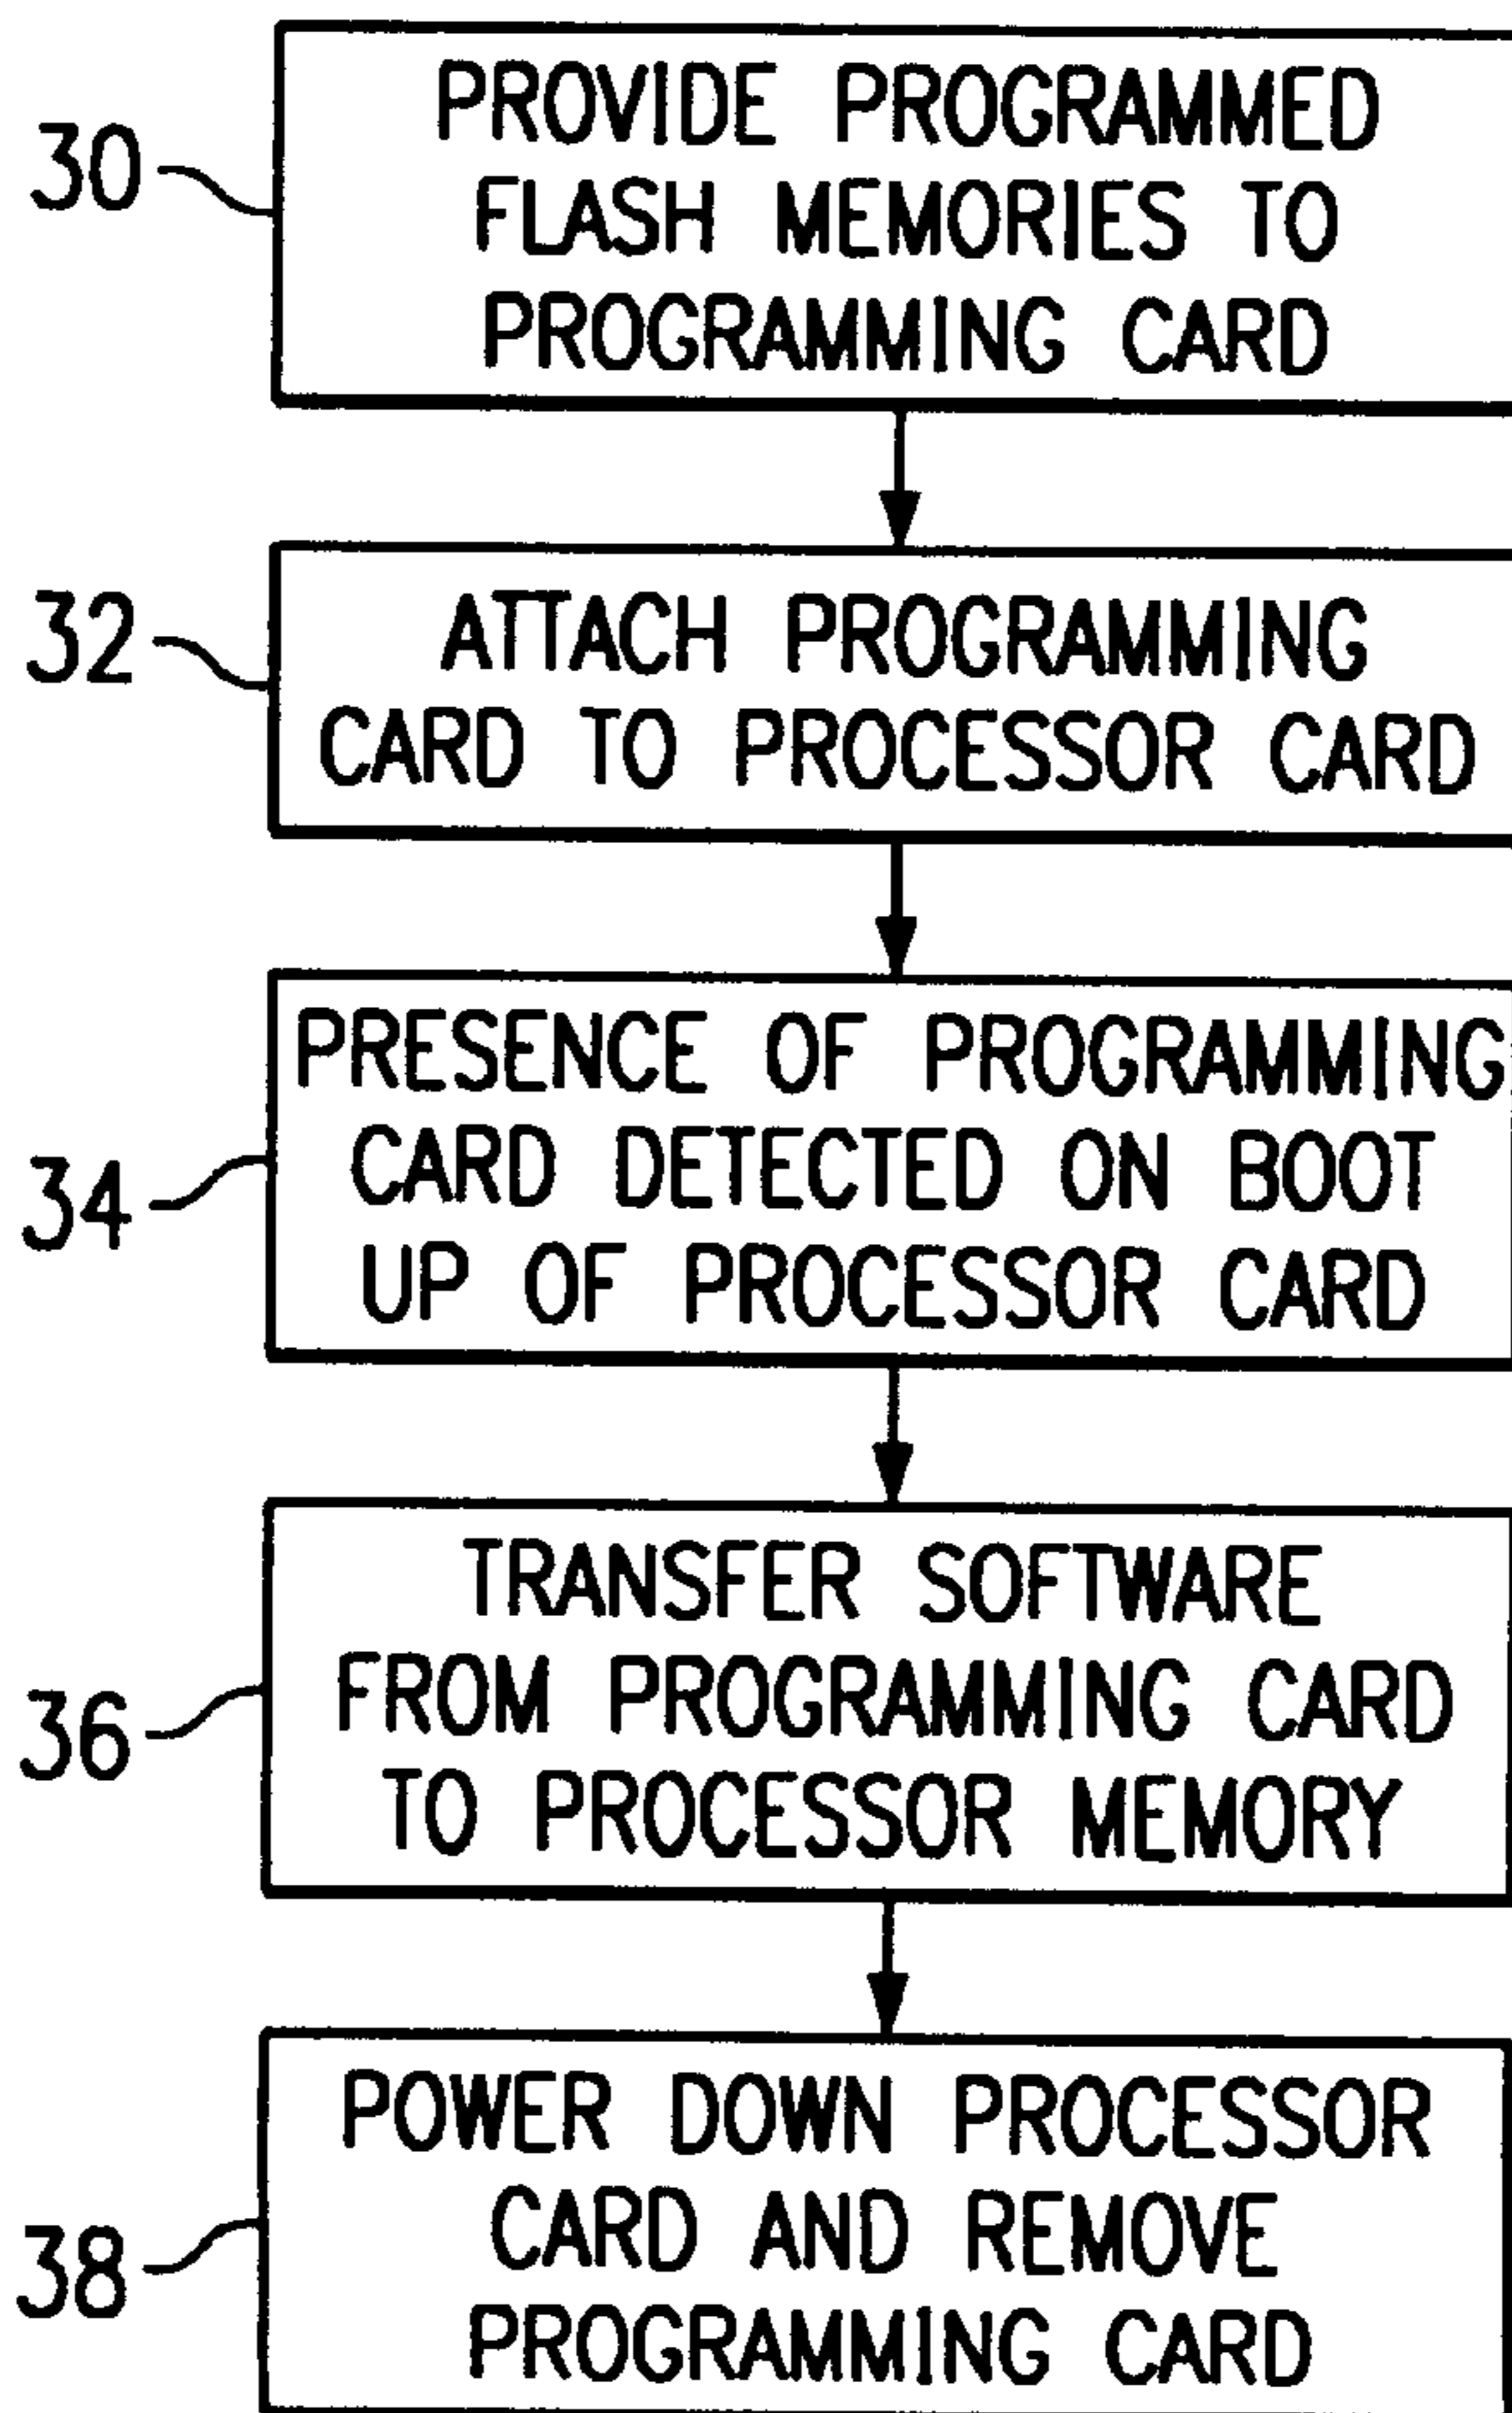 30
PROVIDE PROGRAMMED
FLASH MEMORIES TO
PROGRAMMING CARD
32
ATTACH PROGRAMMING
CARD TO PROCESSOR CARD
34
PRESENCE OF PROGRAMMING
CARD DETECTED ON BOOT
UP OF PROCESSOR CARD
36
TRANSFER SOFTWARE
FROM PROGRAMMING CARD
TO PROCESSOR MEMORY
38
POWER DOWN PROCESSOR
CARD AND REMOVE
PROGRAMMING CARD